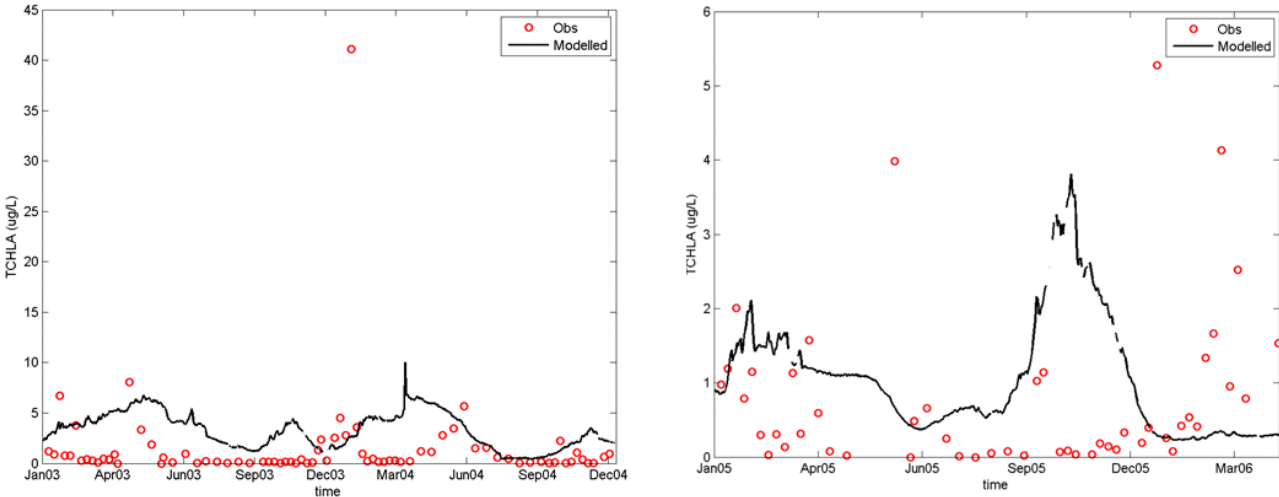 45
40
35
30
25
20
15
10
5
0
TCHLA (ug/L)
Obs
Modelled
Jan03 Apr03 Jun03 Sep03 Dec03 Mar04 Jun04 Sep04 Dec04
time
6
5
4
3
2
1
0
TCHLA (ug/L)
Obs
Modelled
Jan05 Apr05 Jun05 Sep05 Dec05 Mar06
time